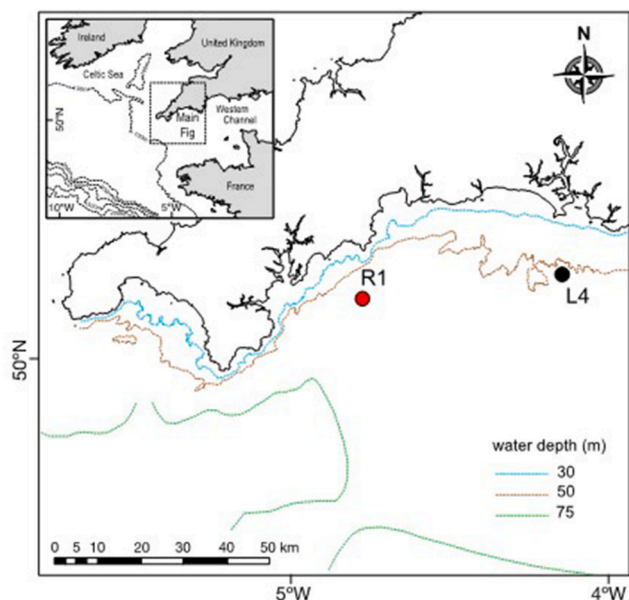 Ireland
United Kingdom
Celtic Sea
50°N
Western
Channel
Main
Fig
France
10°W
5°W
N
R1
L4
50°N
water depth (m)
30
50
75
0 5 10 20 30 40 50 km
5°W
4°W